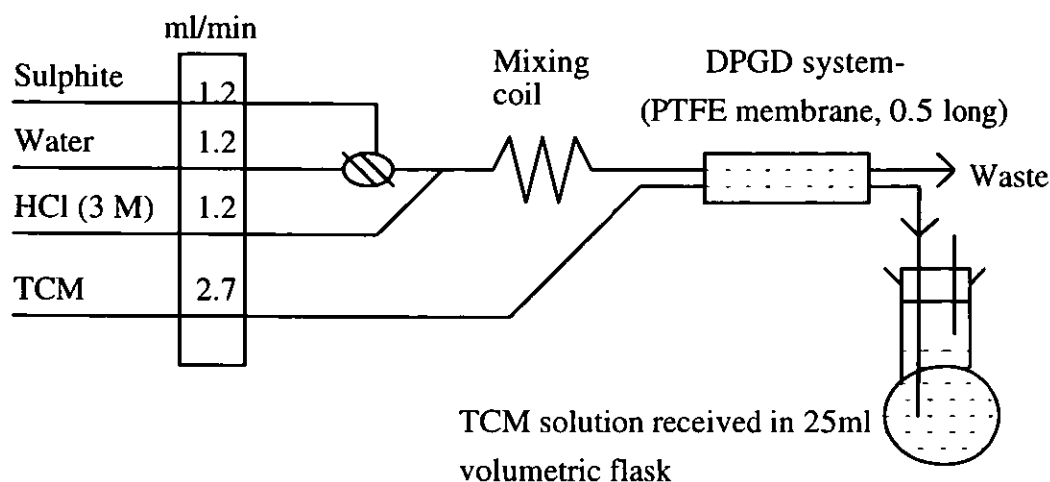 ml/min
Sulphite
1.2
Water
1.2
HCl (3 M)
1.2
TCM
2.7
Mixing
coil
DPGD system-
(PTFE membrane, 0.5 long)
Waste
TCM solution received in 25ml
volumetric flask